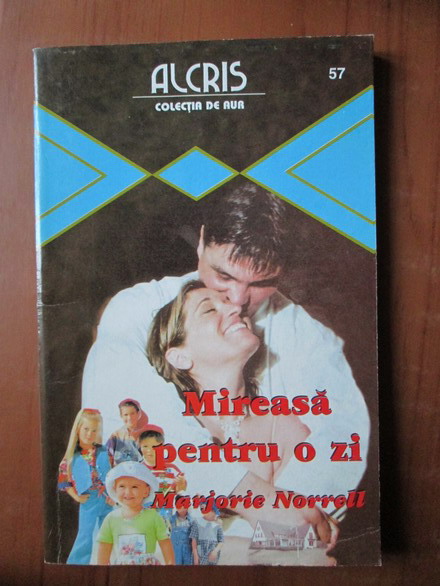 ALCRIS
COLECȚIA DE AUR
57
Mireasă
pentru o zi
Marjorie Norrell